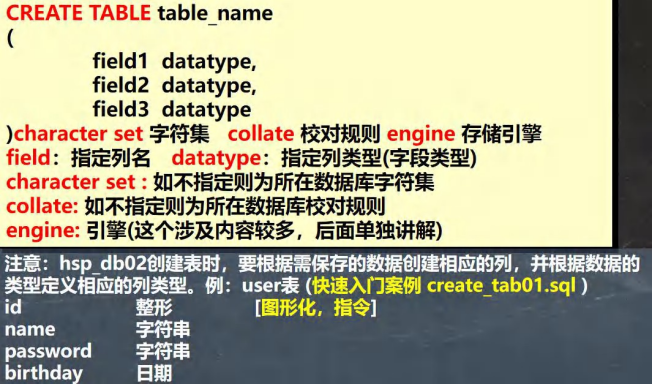 CREATE TABLE table_name
(
field1 datatype,
field2 datatype,
field3 datatype
)character set 字符集 collate 校对规则 engine 存储引擎
field：指定列名 datatype：指定列类型(字段类型)
character set : 如不指定则为所在数据库字符集
collate: 如不指定则为所在数据库校对规则
engine: 引擎(这个涉及内容较多，后面单独讲解)
注意：hsp_db02创建表时，要根据需保存的数据创建相应的列，并根据数据的
类型定义相应的列类型。例：user表 (快速入门案例 create_tab01.sql )
id 整形 [图形化，指令]
name 字符串
password 字符串
birthday 日期